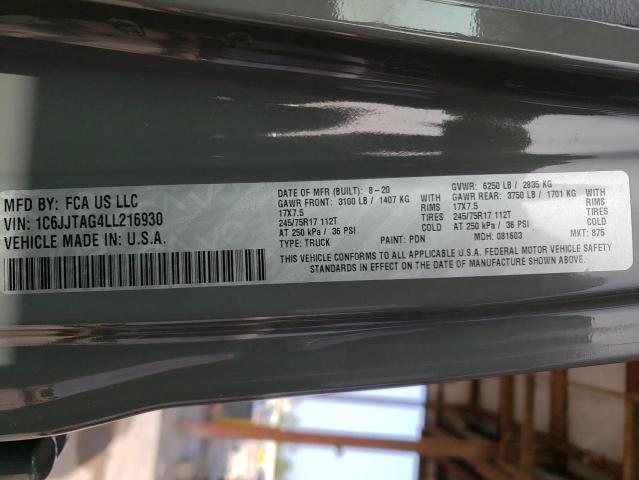 MFD BY: FCA US LLC
VIN: 1C6JJTAG4LL216930
VEHICLE MADE IN: U.S.A.
DATE OF MFR (BUILT): 8-20
GAWR FRONT: 3100 LB / 1407 KG WITH
17X7.5 RIMS
245/75R17 112T TIRES
AT 250 kPa / 36 PSI COLD
TYPE: TRUCK PAINT: PDN
GVWR: 6250 LB / 2835 KG
GAWR REAR: 3750 LB / 1701 KG WITH
17X7.5 RIMS
245/75R17 112T TIRES
AT 250 kPa / 36 PSI COLD
MDH: 081603 MKT: 875
THIS VEHICLE CONFORMS TO ALL APPLICABLE U.S.A. FEDERAL MOTOR VEHICLE SAFETY
STANDARDS IN EFFECT ON THE DATE OF MANUFACTURE SHOWN ABOVE.